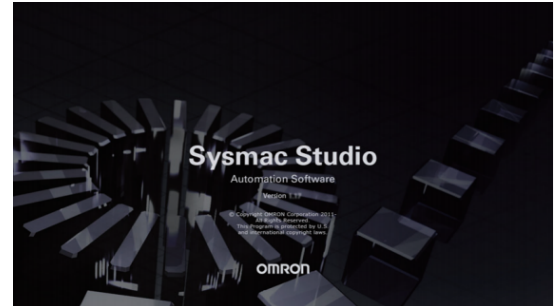 Sysmac Studio
Automation Software
Version
© Copyright OMRON Corporation 2011-
All Rights Reserved.
This Program is protected by U.S.
and international copyright laws.
OMRON